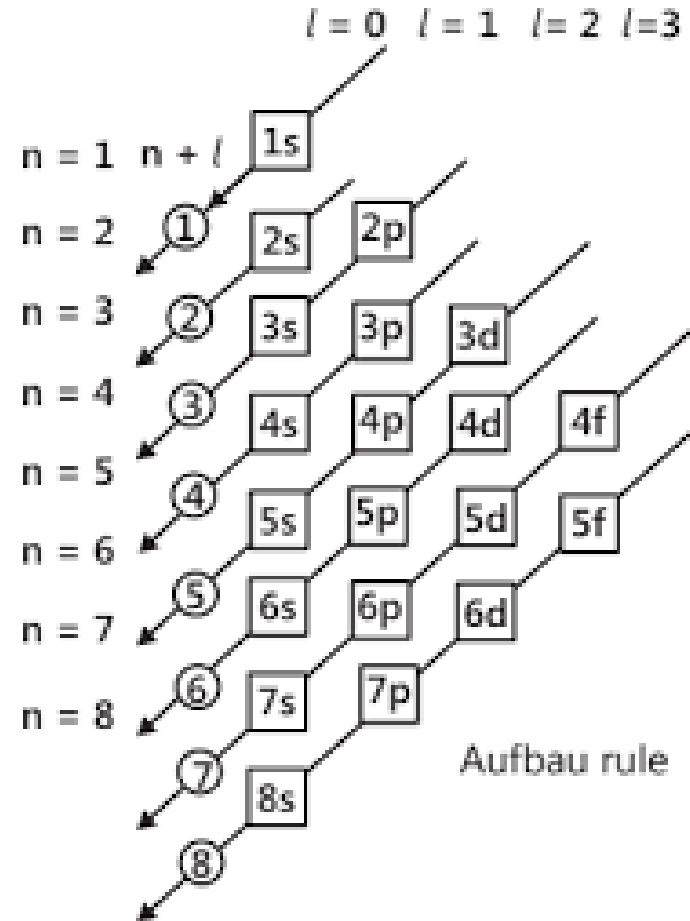 l = 0 l = 1 l= 2 l=3
1s
n = 1 n + l
1
n = 2 2s 2p
n = 3 2 3s 3p 3d
n = 4 3 4s 4p 4d 4f
n = 5 4 5s 5p 5d 5f
n = 6 5 6s 6p 6d
n = 7 6 7s 7p
n = 8 7 8s
Aufbau rule
8